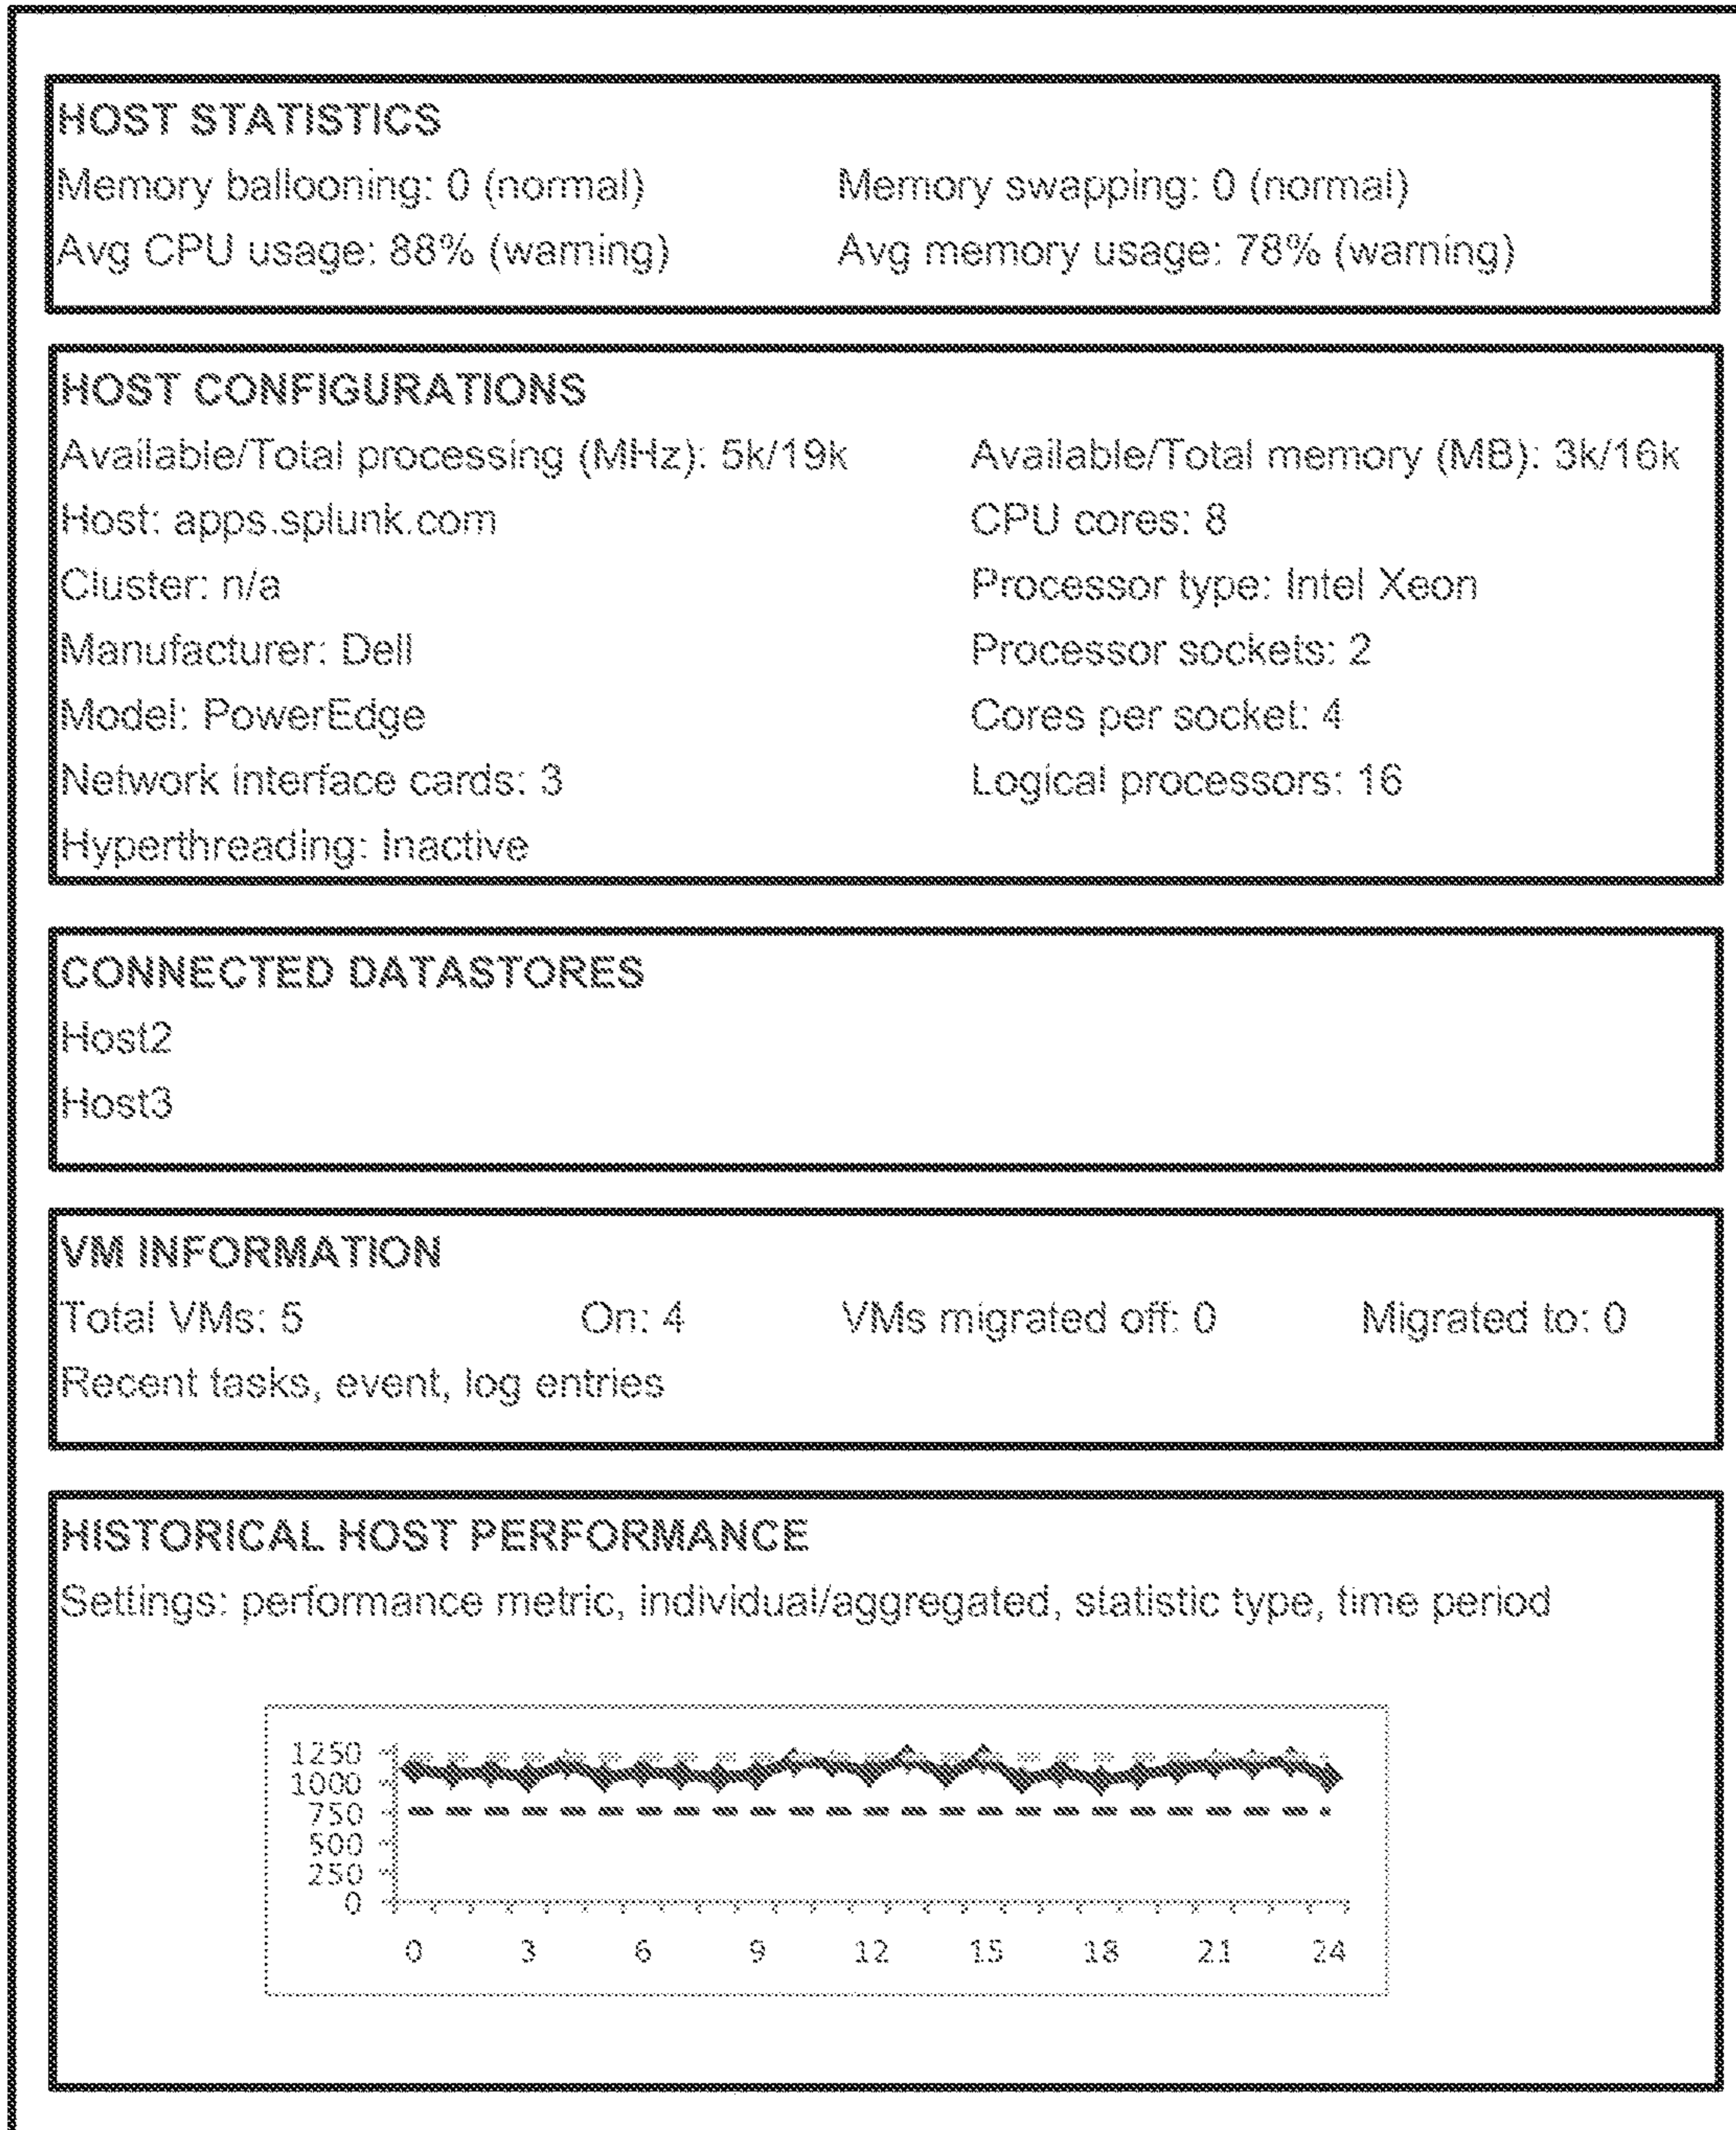 HOST STATISTICS
Memory ballooning: 0 (normal) Memory swapping: 0 (normal)
Avg CPU usage: 88% (warning) Avg memory usage: 78% (warning)
HOST CONFIGURATIONS
Available/Total processing (MHz): 5k/19k Available/Total memory (MB): 3k/16k
Host: apps.splunk.com CPU cores: 8
Cluster: n/a Processor type: Intel Xeon
Manufacturer: Dell Processor sockets: 2
Model: PowerEdge Cores per socket: 4
Network interface cards: 3 Logical processors: 16
Hyperthreading: Inactive
CONNECTED DATASTORES
Host2
Host3
VM INFORMATION
Total VMs: 5 On: 4 VMs migrated off: 0 Migrated to: 0
Recent tasks, event, log entries
HISTORICAL HOST PERFORMANCE
Settings: performance metric, individual/aggregated, statistic type, time period
1250
1000
750
500
250
0
0 3 6 9 12 15 18 21 24